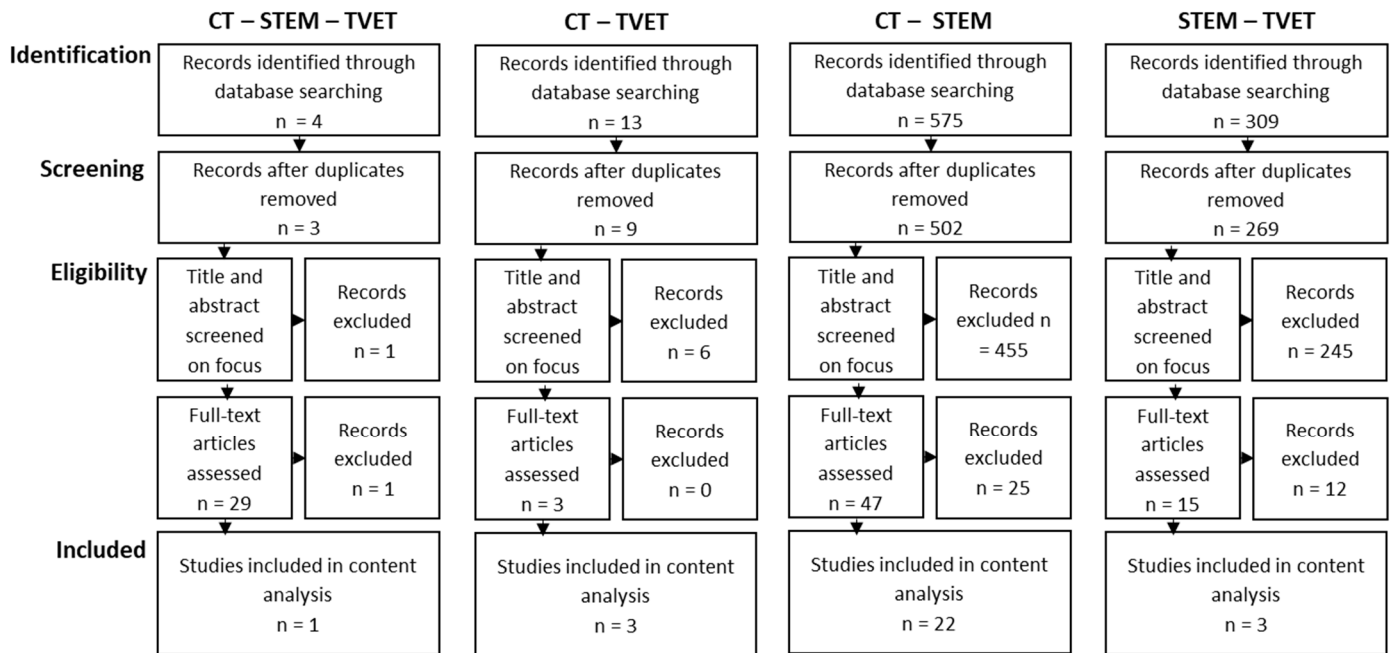 CT – STEM – TVET
CT – TVET
CT – STEM
STEM – TVET
Identification
Records identified through
database searching
n = 4
Records identified through
database searching
n = 13
Records identified through
database searching
n = 575
Records identified through
database searching
n = 309
Screening
Records after duplicates
removed
n = 3
Records after duplicates
removed
n = 9
Records after duplicates
removed
n = 502
Records after duplicates
removed
n = 269
Eligibility
Title and
abstract
screened
on focus
Records
excluded
n = 1
Title and
abstract
screened
on focus
Records
excluded
n = 6
Title and
abstract
screened
on focus
Records
excluded n
= 455
Title and
abstract
screened
on focus
Records
excluded
n = 245
Full-text
articles
assessed
n = 29
Records
excluded
n = 1
Full-text
articles
assessed
n = 3
Records
excluded
n = 0
Full-text
articles
assessed
n = 47
Records
excluded
n = 25
Full-text
articles
assessed
n = 15
Records
excluded
n = 12
Included
Studies included in content
analysis
n = 1
Studies included in content
analysis
n = 3
Studies included in content
analysis
n = 22
Studies included in content
analysis
n = 3